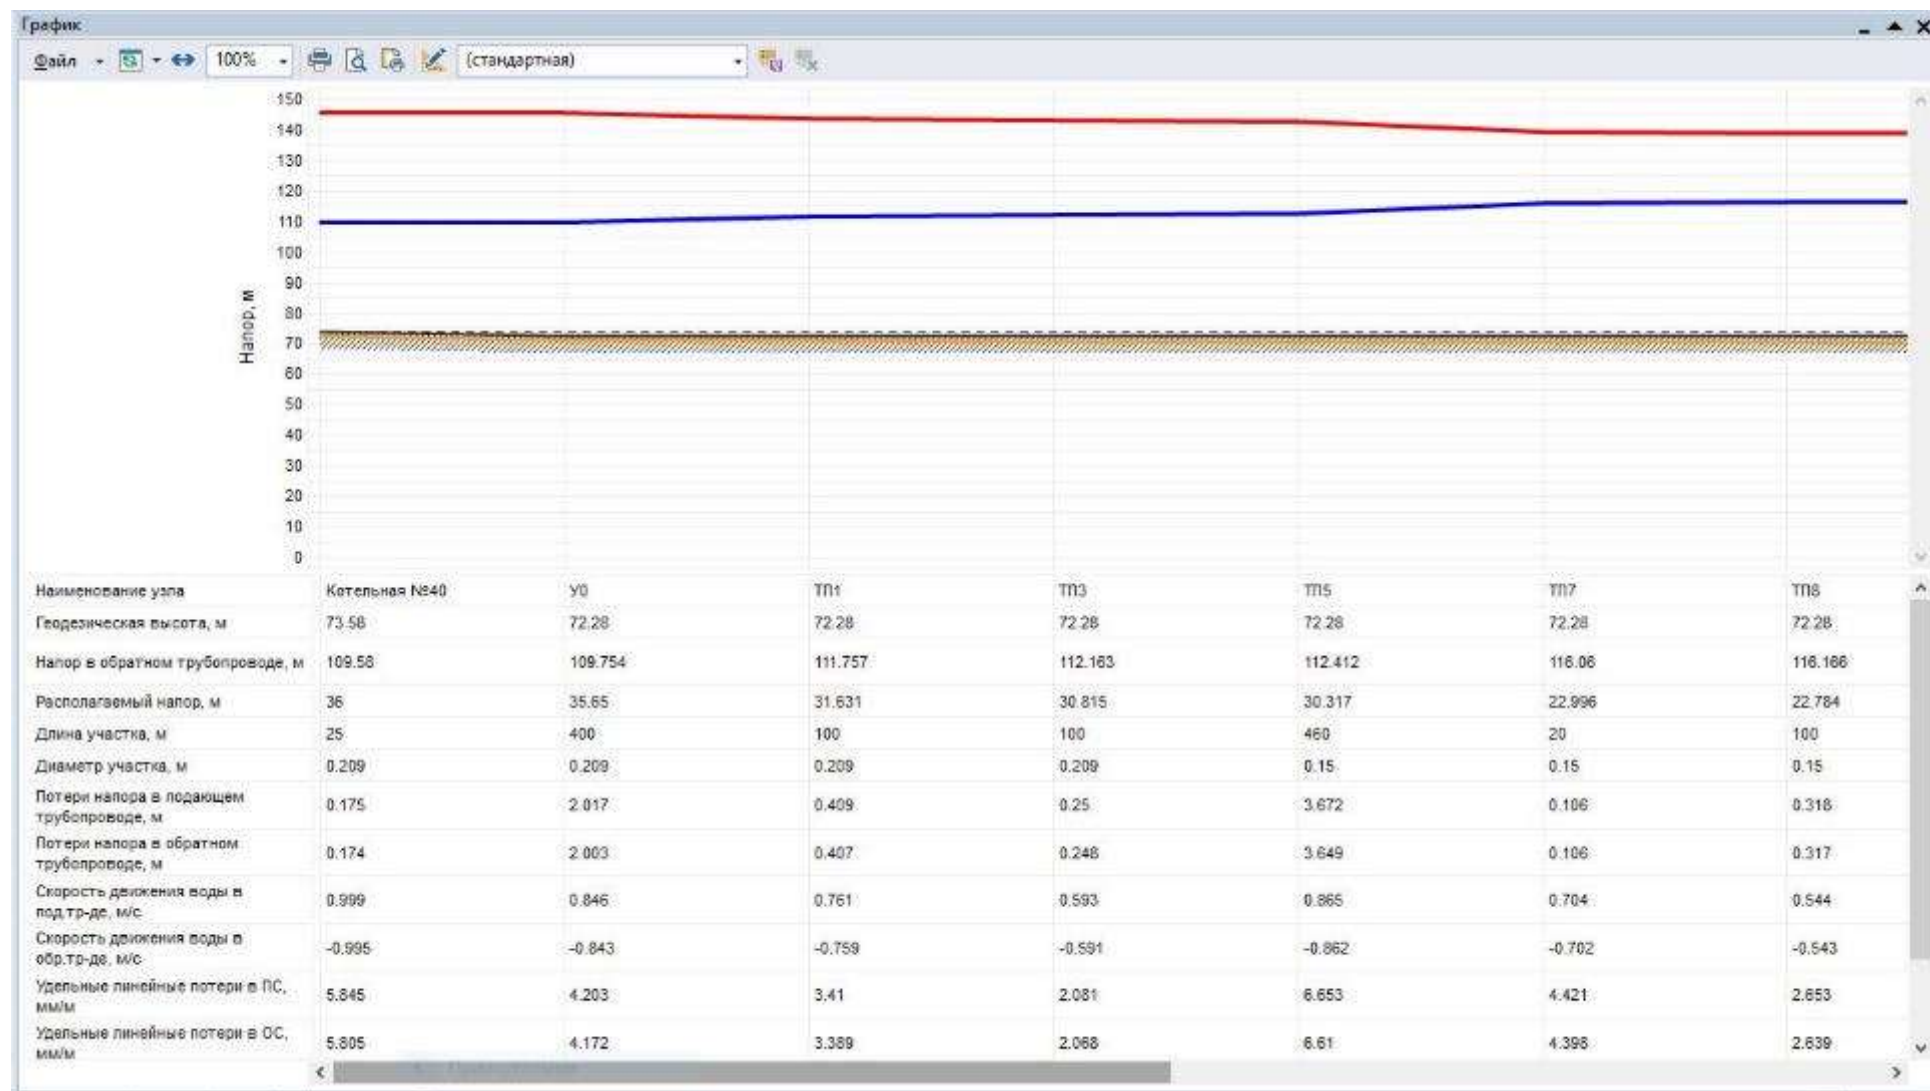 График
Файл 100% (стандартная)
150
140
130
120
110
100
90
80
70
60
50
40
30
20
10
0
Напор, м
Наименование узла Котельная №40 У0 ТП1 ТП3 ТП5 ТП7 ТП8
Геодезическая высота, м 73.58 72.28 72.28 72.28 72.28 72.28 72.28
Напор в обратном трубопроводе, м 109.58 109.754 111.757 112.163 112.412 116.06 116.166
Располагаемый напор, м 36 35.65 31.631 30.815 30.317 22.996 22.784
Длина участка, м 25 400 100 100 460 20 100
Диаметр участка, м 0.209 0.209 0.209 0.209 0.15 0.15 0.15
Потери напора в подающем
трубопроводе, м 0.175 2.017 0.409 0.25 3.672 0.106 0.318
Потери напора в обратном
трубопроводе, м 0.174 2.003 0.407 0.248 3.649 0.106 0.317
Скорость движения воды в
под.тр-де, м/с 0.999 0.846 0.761 0.593 0.865 0.704 0.544
Скорость движения воды в
обр.тр-де, м/с -0.995 -0.843 -0.759 -0.591 -0.862 -0.702 -0.543
Удельные линейные потери в ПС,
мм/м 5.845 4.203 3.41 2.081 6.653 4.421 2.653
Удельные линейные потери в ОС,
мм/м 5.805 4.172 3.389 2.068 6.61 4.398 2.639